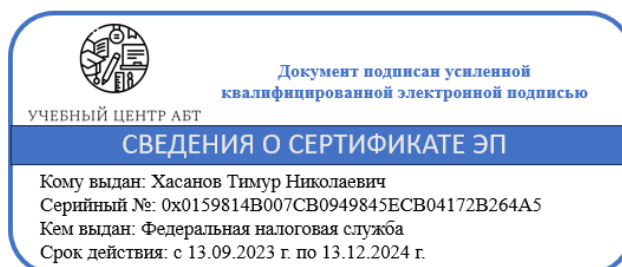 Документ подписан усиленной
квалифицированной электронной подписью
УЧЕБНЫЙ ЦЕНТР АБТ
СВЕДЕНИЯ О СЕРТИФИКАТЕ ЭП
Кому выдан: Хасанов Тимур Николаевич
Серийный №: 0x0159814B007CB0949845ECB04172B264A5
Кем выдан: Федеральная налоговая служба
Срок действия: с 13.09.2023 г. по 13.12.2024 г.